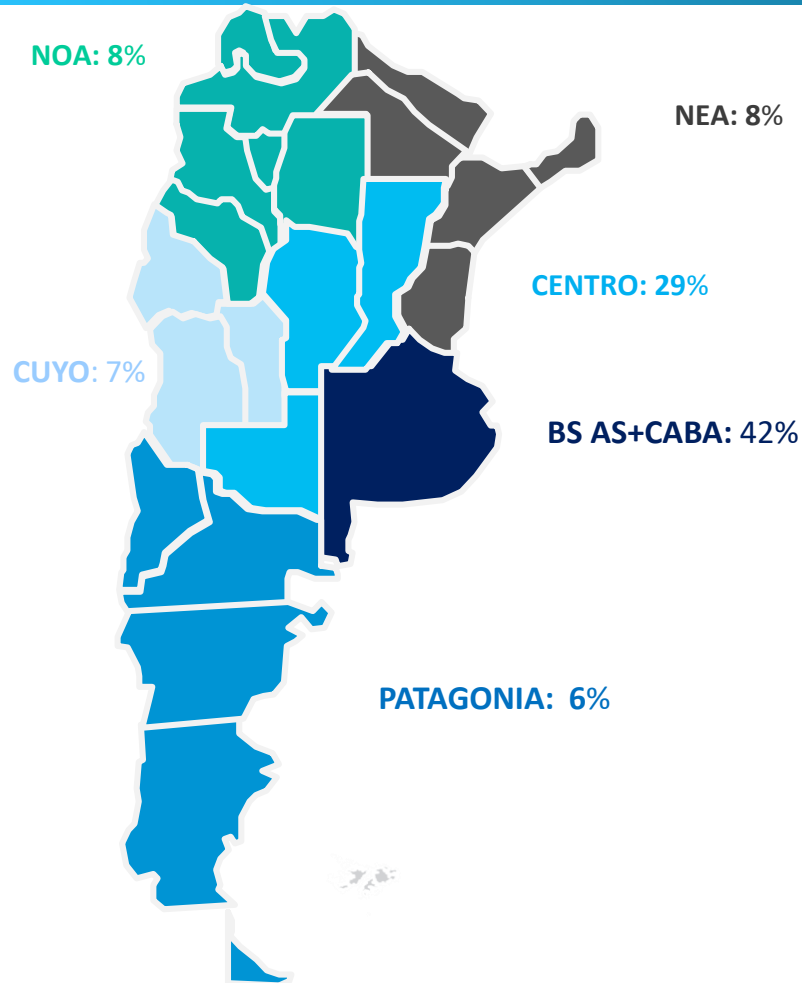 NOA: 8%
NEA: 8%
CENTRO: 29%
CUYO: 7%
BS AS+CABA: 42%
PATAGONIA: 6%